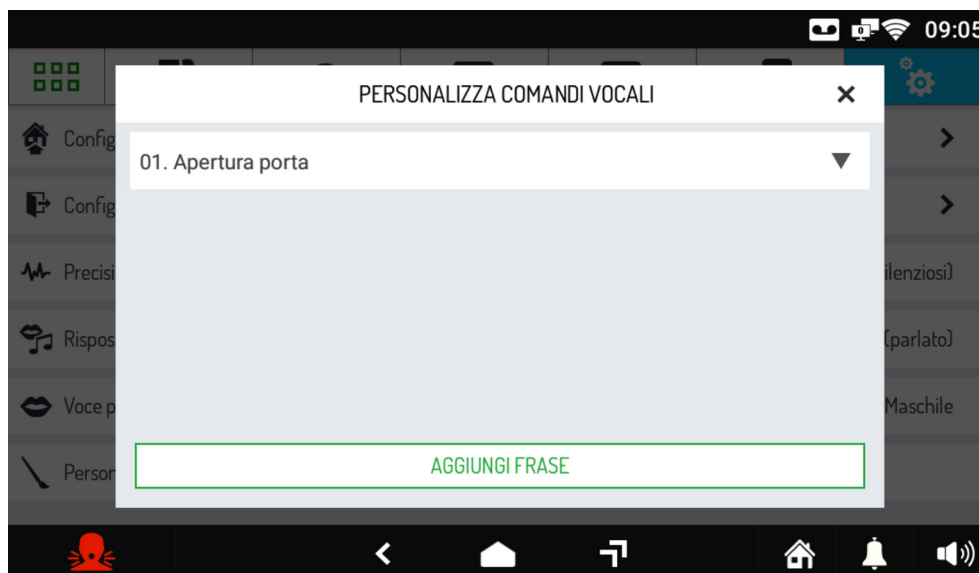 09:05
PERSONALIZZA COMANDI VOCALI
01. Apertura porta
Config
Config
Precisi
ilenziosi)
Rispos
(parlato)
Voce p
Maschile
Person
AGGIUNGI FRASE